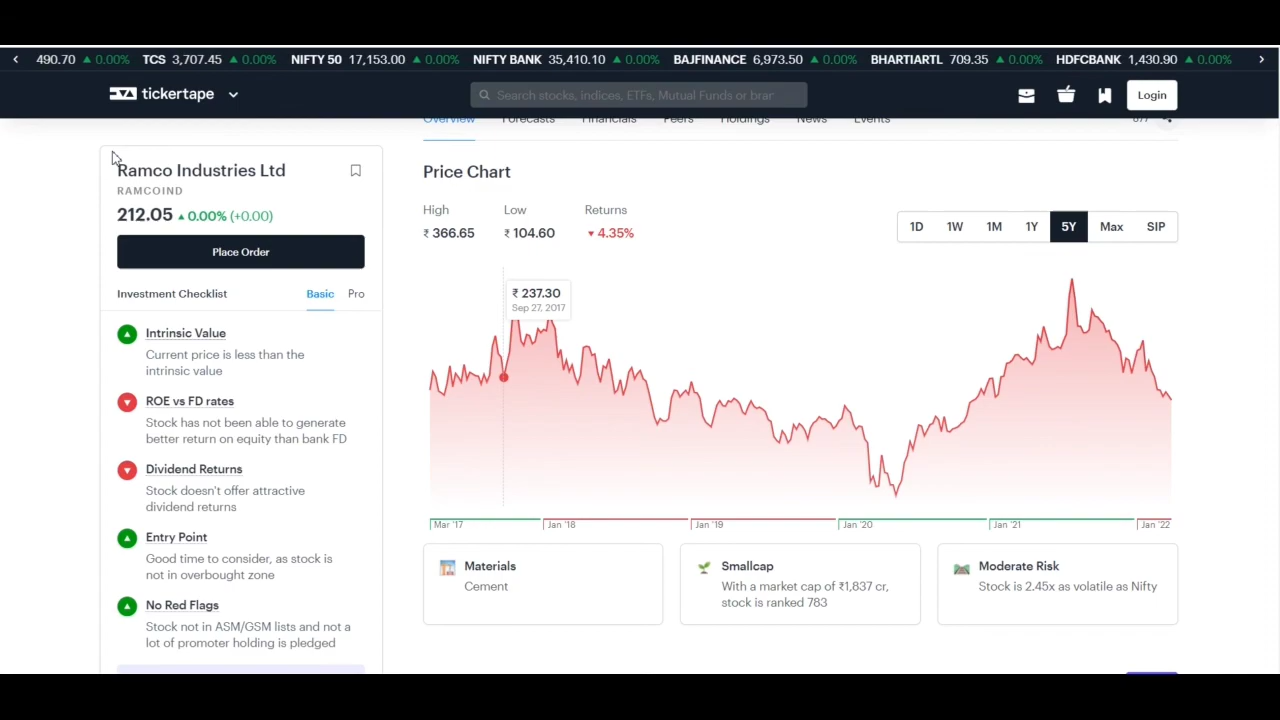 490.70 ▲ 0.00% TCS 3,707.45 ▲ 0.00% NIFTY 50 17,153.00 ▲ 0.00% NIFTY BANK 35,410.10 ▲ 0.00% BAJFINANCE 6,973.50 ▲ 0.00% BHARTIARTL 709.35 ▲ 0.00% HDFCBANK 1,430.90 ▲ 0.00%
tickertape
Search stocks, indices, ETFs, Mutual Funds or brar
Login
Overview Forecasts Financials Peers Holdings News Events
Ramco Industries Ltd
RAMCOIND
212.05 ▲ 0.00% (+0.00)
Place Order
Investment Checklist Basic Pro
Intrinsic Value
Current price is less than the
intrinsic value
ROE vs FD rates
Stock has not been able to generate
better return on equity than bank FD
Dividend Returns
Stock doesn't offer attractive
dividend returns
Entry Point
Good time to consider, as stock is
not in overbought zone
No Red Flags
Stock not in ASM/GSM lists and not a
lot of promoter holding is pledged
Price Chart
High Low Returns
₹ 366.65 ₹ 104.60 ▼ 4.35%
1D 1W 1M 1Y 5Y Max SIP
₹ 237.30
Sep 27, 2017
Mar '17 Jan '18 Jan '19 Jan '20 Jan '21 Jan '22
Materials
Cement
Smallcap
With a market cap of ₹1,837 cr,
stock is ranked 783
Moderate Risk
Stock is 2.45x as volatile as Nifty